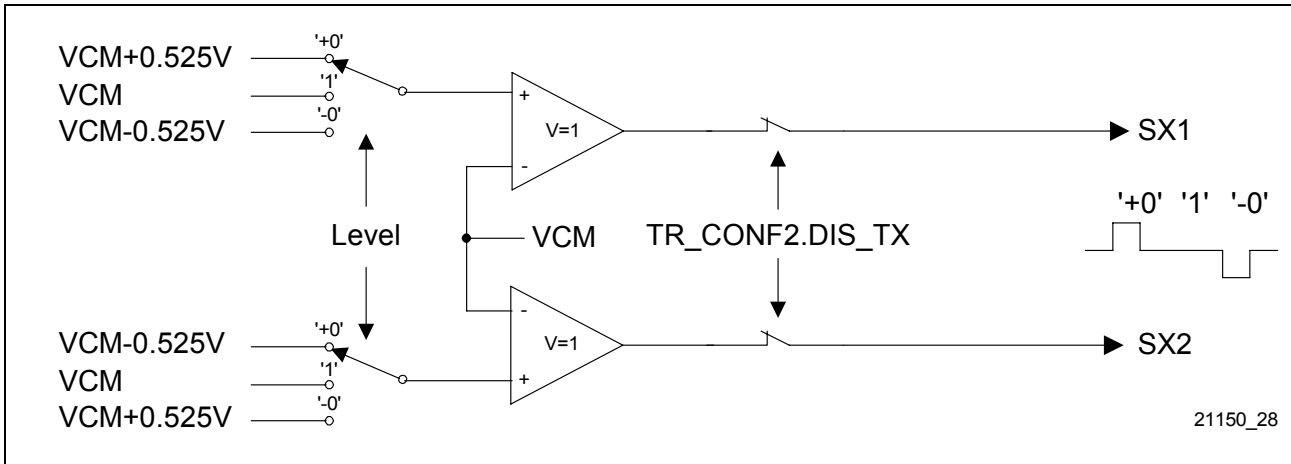 '+0'
VCM+0.525V
'1'
VCM
'-0'
VCM-0.525V
+
V=1
-
SX1
'+0' '1' '-0'
Level
VCM
TR_CONF2.DIS_TX
-
V=1
+
SX2
'+0'
VCM-0.525V
'1'
VCM
'-0'
VCM+0.525V
21150_28